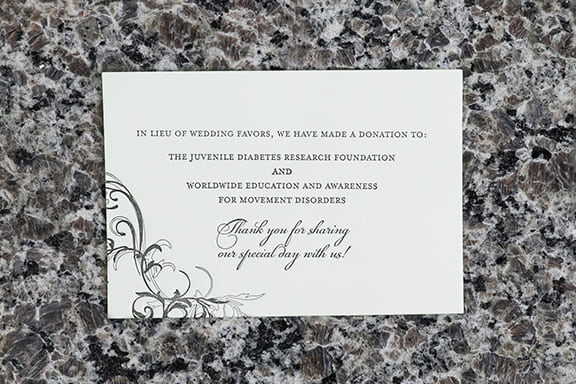 IN LIEU OF WEDDING FAVORS, WE HAVE MADE A DONATION TO:
THE JUVENILE DIABETES RESEARCH FOUNDATION
AND
WORLDWIDE EDUCATION AND AWARENESS
FOR MOVEMENT DISORDERS
Thank you for sharing
our special day with us!